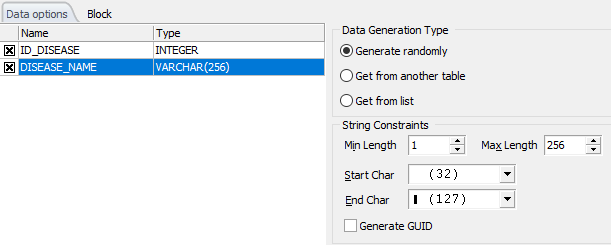 Data options Block
Name Type
ID_DISEASE INTEGER
DISEASE_NAME VARCHAR(256)
Data Generation Type
Generate randomly
Get from another table
Get from list
String Constraints
Min Length 1 Max Length 256
Start Char (32)
End Char (127)
Generate GUID